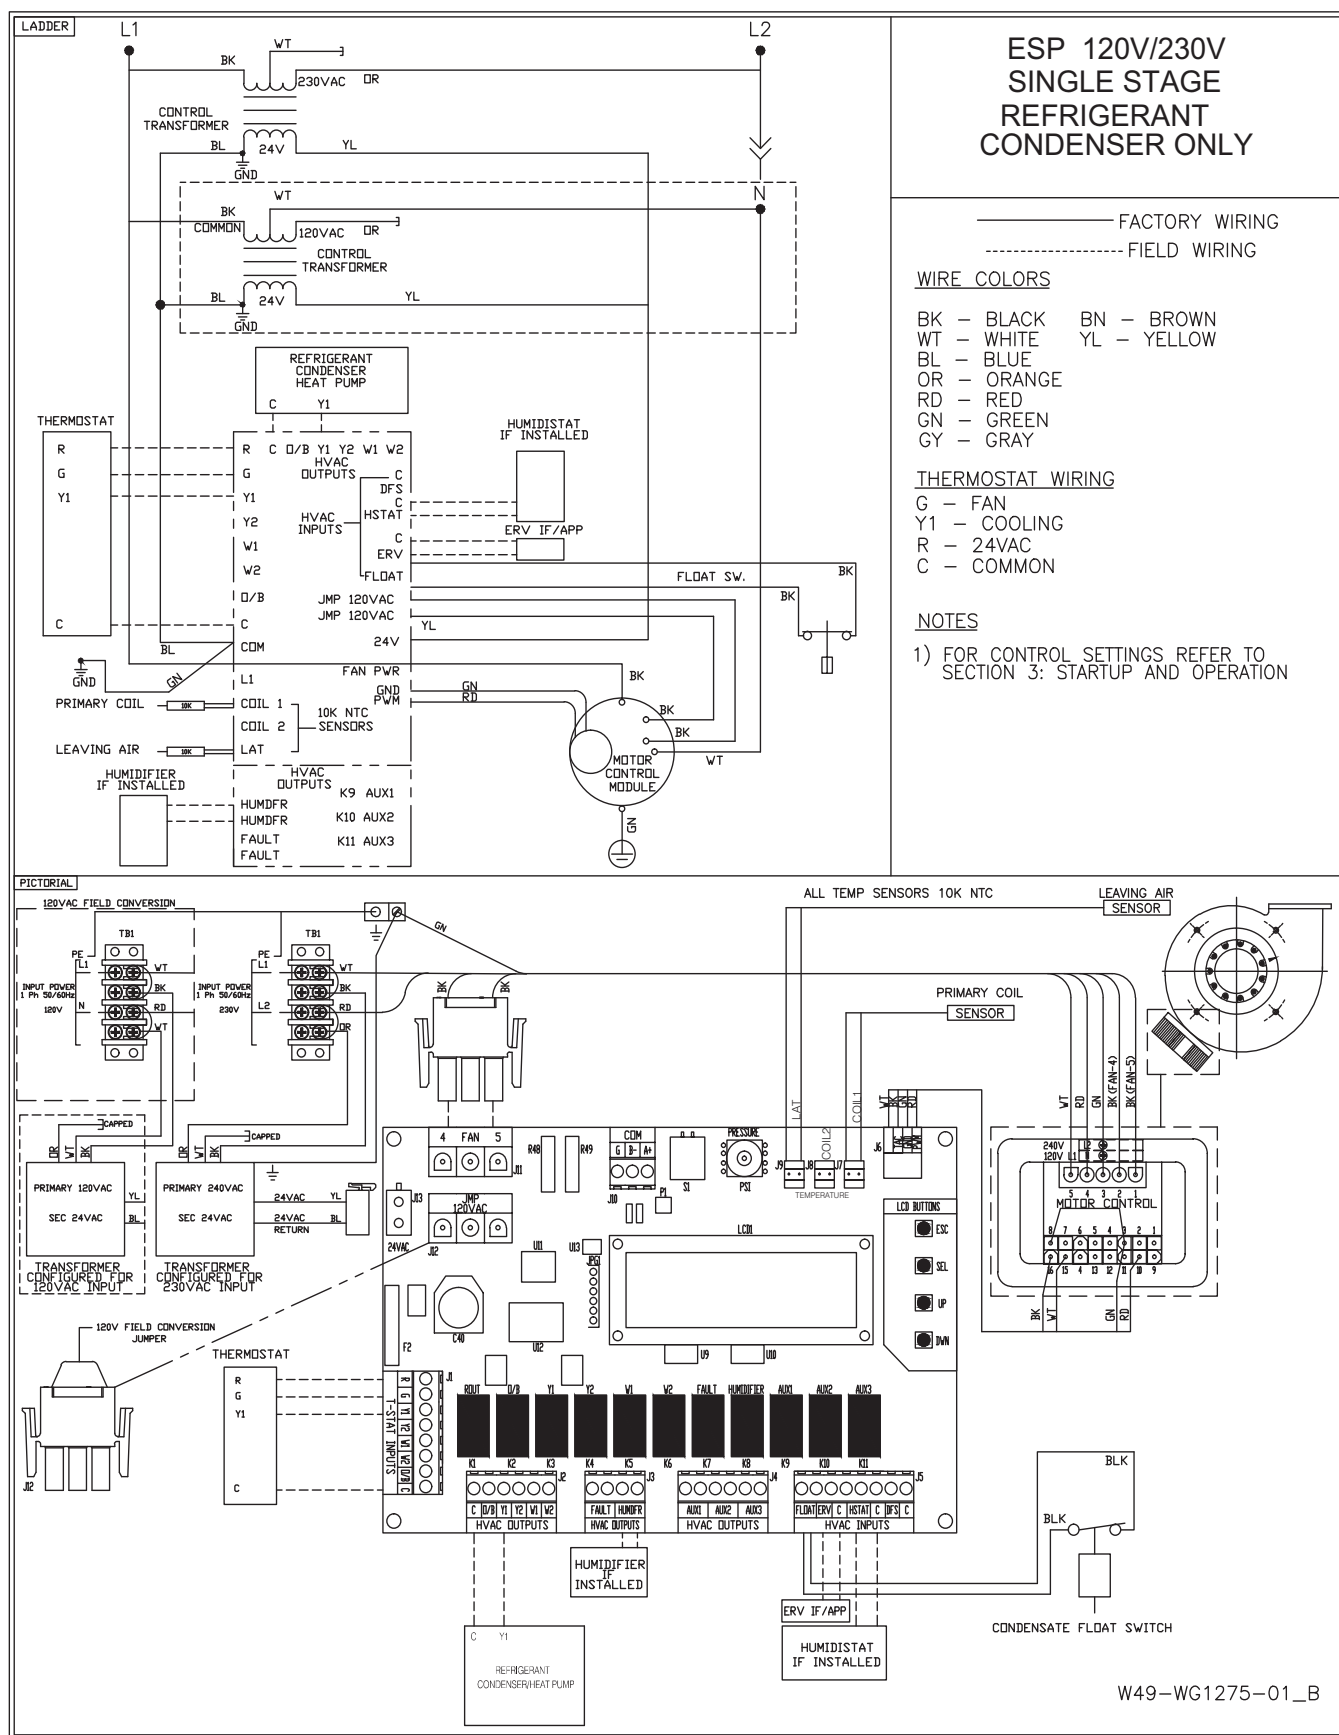 LADDER
L1
L2
WT
BK
230VAC OR
CONTROL
TRANSFORMER
24V
BL
YL
GND
N
WT
BK
COMMON
120VAC OR
CONTROL
TRANSFORMER
BL
24V
YL
GND
REFRIGERANT
CONDENSER
HEAT PUMP
C Y1
THERMOSTAT
R
G
Y1
C
R C O/B Y1 Y2 W1 W2
HVAC
OUTPUTS
G
Y1
Y2
W1
W2
O/B
C
COM
L1
COIL 1
COIL 2
LAT
HVAC
INPUTS
C
DFS
C
HSTAT
C
ERV
FLOAT
JMP 120VAC
JMP 120VAC
24V
FAN PWR
GND
PWM
10K NTC
SENSORS
HUMIDISTAT
IF INSTALLED
ERV IF/APP
FLOAT SW.
BK
BK
YL
BL
GND
GN
PRIMARY COIL
10K
LEAVING AIR
10K
GN
RD
BK
BK
BK
WT
MOTOR
CONTROL
MODULE
GN
HUMIDIFIER
IF INSTALLED
HVAC
OUTPUTS
HUMDFR
HUMDFR
FAULT
FAULT
K9 AUX1
K10 AUX2
K11 AUX3
ESP 120V/230V
SINGLE STAGE
REFRIGERANT
CONDENSER ONLY
FACTORY WIRING
FIELD WIRING
WIRE COLORS
BK – BLACK BN – BROWN
WT – WHITE YL – YELLOW
BL – BLUE
OR – ORANGE
RD – RED
GN – GREEN
GY – GRAY
THERMOSTAT WIRING
G – FAN
Y1 – COOLING
R – 24VAC
C – COMMON
NOTES
1) FOR CONTROL SETTINGS REFER TO
SECTION 3: STARTUP AND OPERATION
PICTORIAL
120VAC FIELD CONVERSION
TB1
PE
L1
INPUT POWER
1 Ph 50/60Hz
120V
N
WT
BK
RD
WT
TB1
PE
L1
INPUT POWER
1 Ph 50/60Hz
230V
L2
WT
BK
RD
OR
GN
BK
BK
CAPPED
OR
WT
BK
PRIMARY 120VAC
SEC 24VAC
YL
BL
TRANSFORMER
CONFIGURED FOR
120VAC INPUT
CAPPED
OR
WT
BK
PRIMARY 240VAC
SEC 24VAC
24VAC YL
24VAC BL
RETURN
TRANSFORMER
CONFIGURED FOR
230VAC INPUT
120V FIELD CONVERSION
JUMPER
J12
THERMOSTAT
R
G
Y1
C
ALL TEMP SENSORS 10K NTC
LEAVING AIR
SENSOR
PRIMARY COIL
SENSOR
LAT
COIL2
COIL1
WT
BK
GN
RD
4 FAN 5
J11
JMP
120VAC
J12
J13
24VAC
R48
R49
COM
G B- A+
J10
P1
S1
PRESSURE
PS1
J9
J8
J7
TEMPERATURE
J6
TAC
GND
PWM
LCD BUTTONS
ESC
SEL
UP
DWN
LCD1
U11
U13
JPG1
U12
C40
F2
U9
U10
J1
T-STAT INPUTS
R G Y1 Y2 W1 W2 O/B C
ROUT O/B Y1 Y2 W1 W2 FAULT HUMIDIFIER AUX1 AUX2 AUX3
K1 K2 K3 K4 K5 K6 K7 K8 K9 K10 K11
J2
J3
J4
J5
C O/B Y1 Y2 W1 W2
HVAC OUTPUTS
FAULT HUMDFR
HVAC OUTPUTS
AUX1 AUX2 AUX3
HVAC OUTPUTS
FLOAT ERV C HSTAT C DFS C
HVAC INPUTS
WT
RD
GN
BK(FAN-4)
BK(FAN-5)
240V
120V L1
5 4 3 2 1
MOTOR CONTROL
8 7 6 5 4 3 2 1
16 15 4 13 12 11 10 9
BK
WT
GN
RD
HUMIDIFIER
IF
INSTALLED
C Y1
REFRIGERANT
CONDENSER/HEAT PUMP
ERV IF/APP
HUMIDISTAT
IF INSTALLED
BLK
BLK
CONDENSATE FLOAT SWITCH
W49–WG1275–01_B